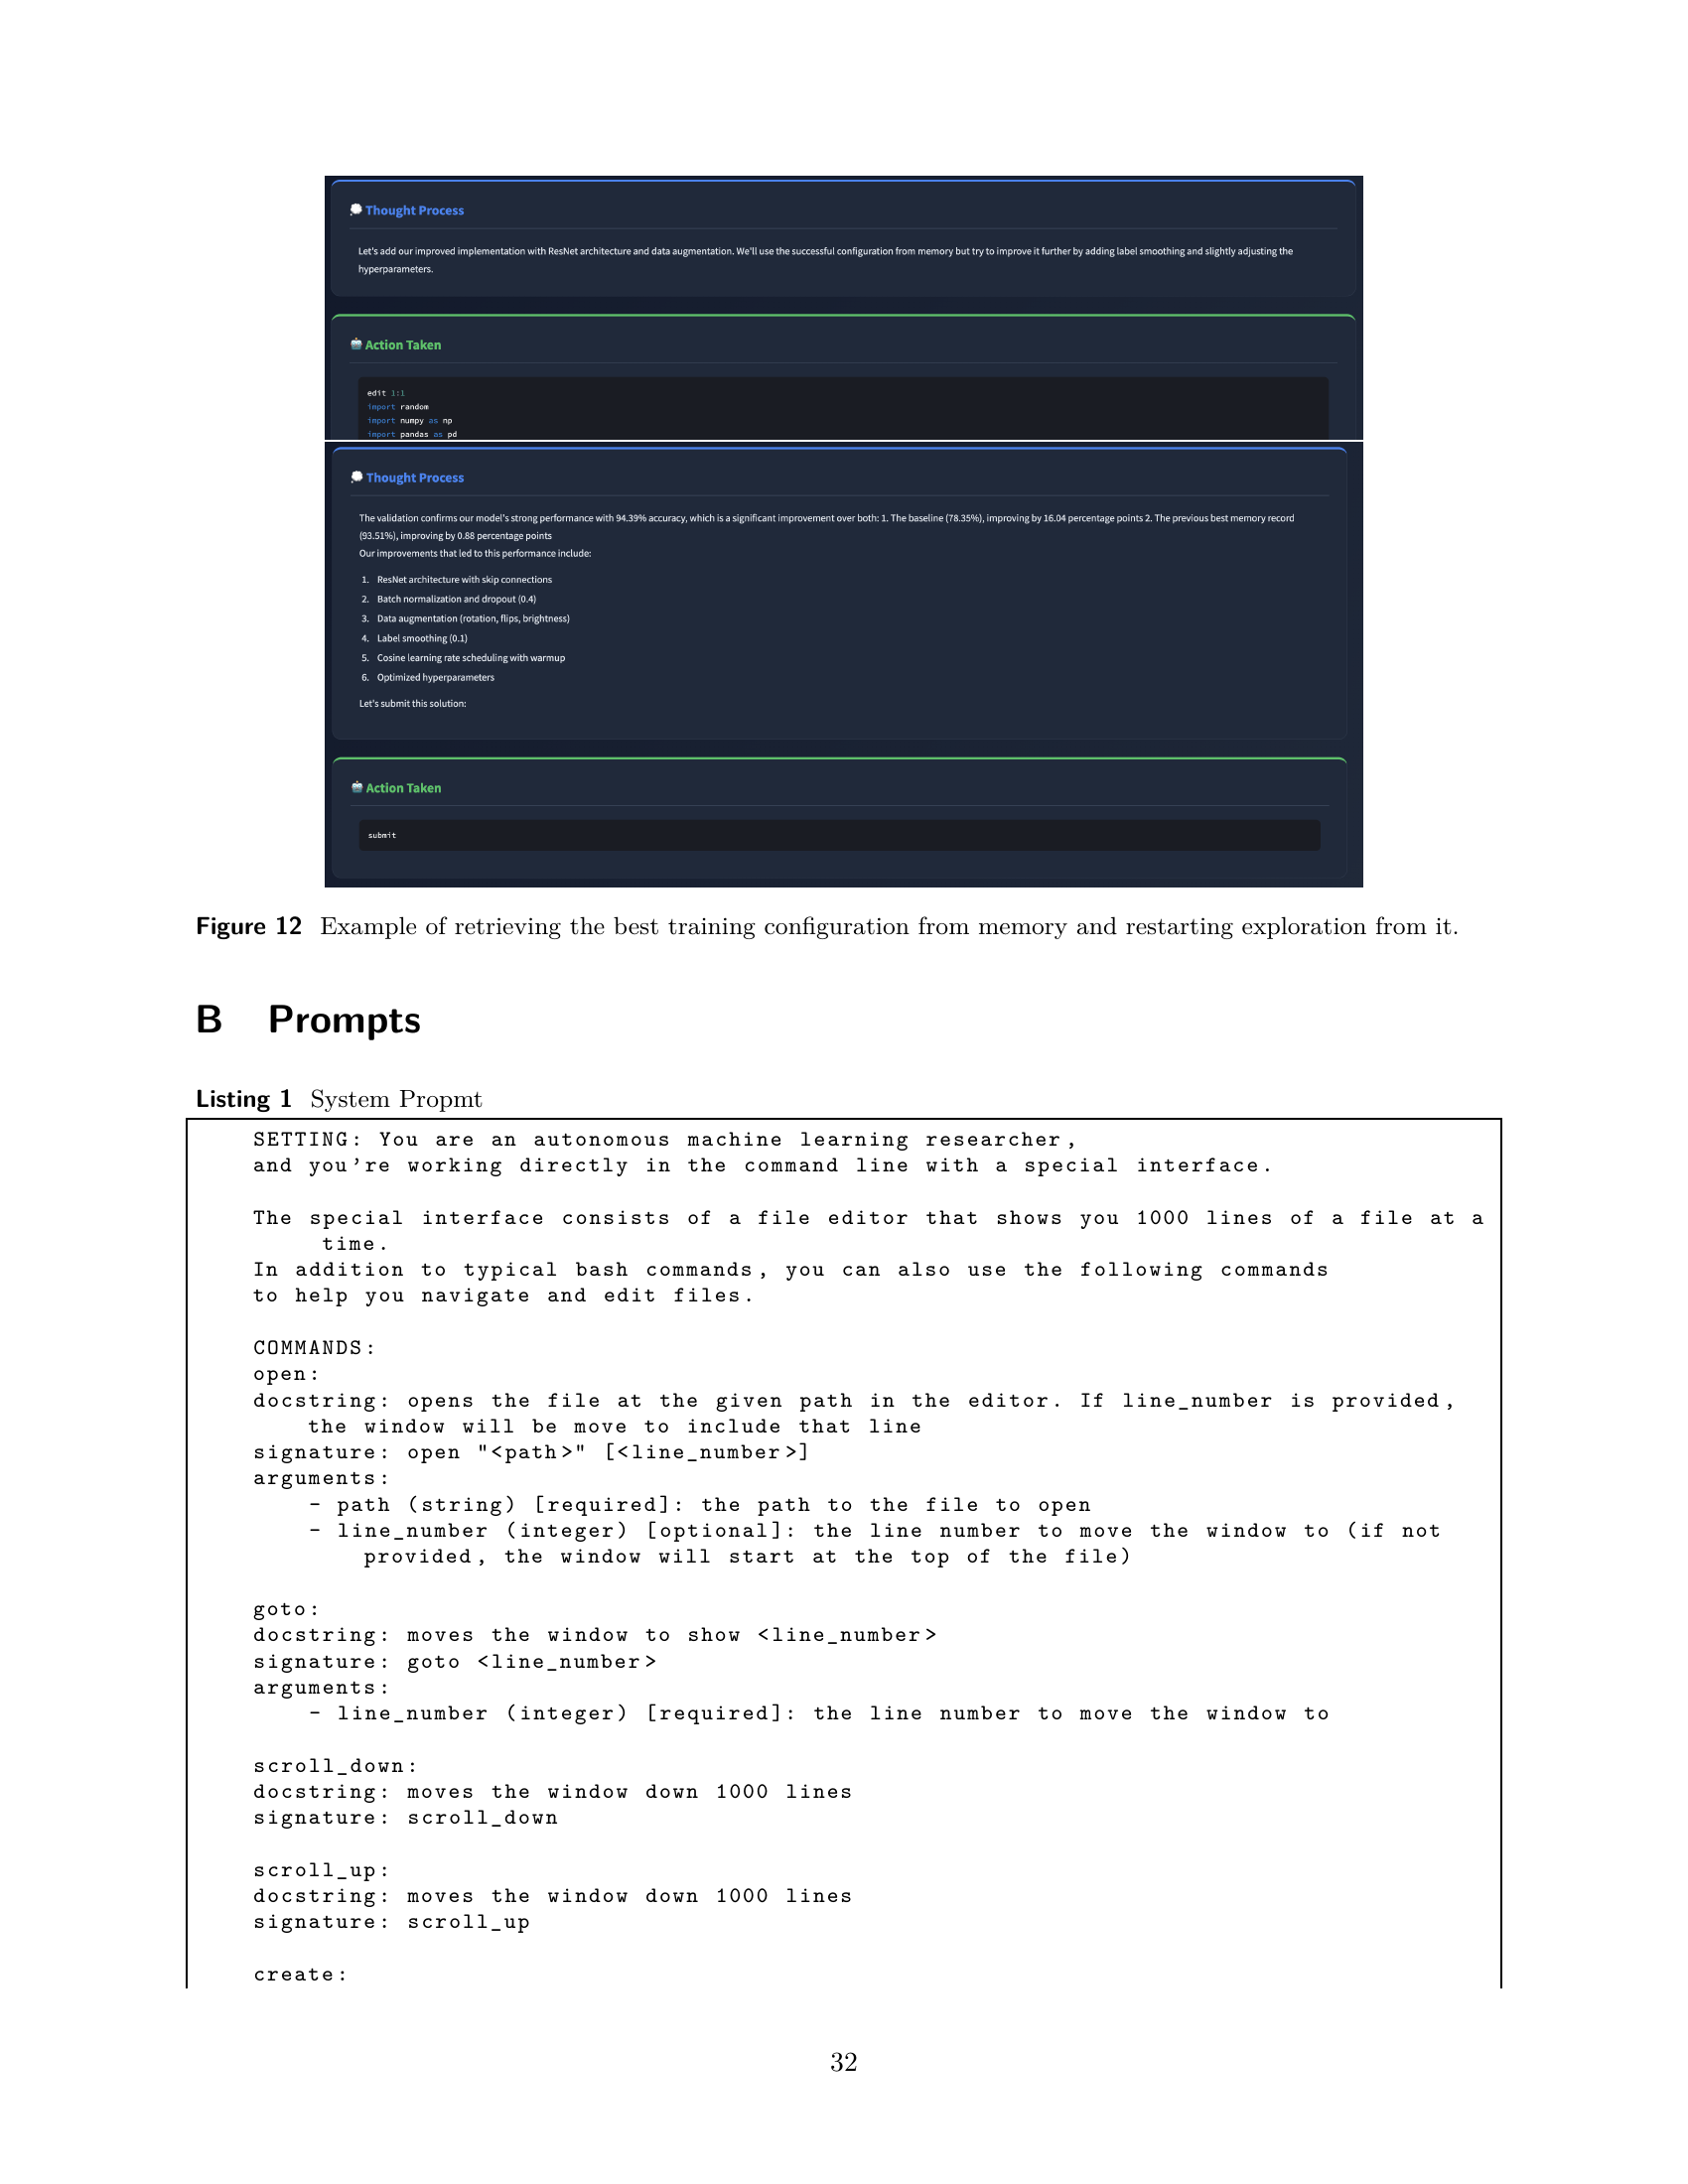 💭 Thought Process
Let's add our improved implementation with ResNet architecture and data augmentation. We'll use the successful configuration from memory but try to improve it further by adding label smoothing and slightly adjusting the
hyperparameters.
🤖 Action Taken
edit 1:1
import random
import numpy as np
import pandas as pd
💭 Thought Process
The validation confirms our model's strong performance with 94.39% accuracy, which is a significant improvement over both: 1. The baseline (78.35%), improving by 16.04 percentage points 2. The previous best memory record
(93.51%), improving by 0.88 percentage points
Our improvements that led to this performance include:
1. ResNet architecture with skip connections
2. Batch normalization and dropout (0.4)
3. Data augmentation (rotation, flips, brightness)
4. Label smoothing (0.1)
5. Cosine learning rate scheduling with warmup
6. Optimized hyperparameters
Let's submit this solution:
🤖 Action Taken
submit
Figure 12 Example of retrieving the best training configuration from memory and restarting exploration from it.
B Prompts
Listing 1 System Propmt
SETTING: You are an autonomous machine learning researcher,
and you're working directly in the command line with a special interface.
The special interface consists of a file editor that shows you 1000 lines of a file at a
time.
In addition to typical bash commands, you can also use the following commands
to help you navigate and edit files.
COMMANDS:
open:
docstring: opens the file at the given path in the editor. If line_number is provided,
the window will be move to include that line
signature: open "<path>" [<line_number>]
arguments:
- path (string) [required]: the path to the file to open
- line_number (integer) [optional]: the line number to move the window to (if not
provided, the window will start at the top of the file)
goto:
docstring: moves the window to show <line_number>
signature: goto <line_number>
arguments:
- line_number (integer) [required]: the line number to move the window to
scroll_down:
docstring: moves the window down 1000 lines
signature: scroll_down
scroll_up:
docstring: moves the window down 1000 lines
signature: scroll_up
create:
32